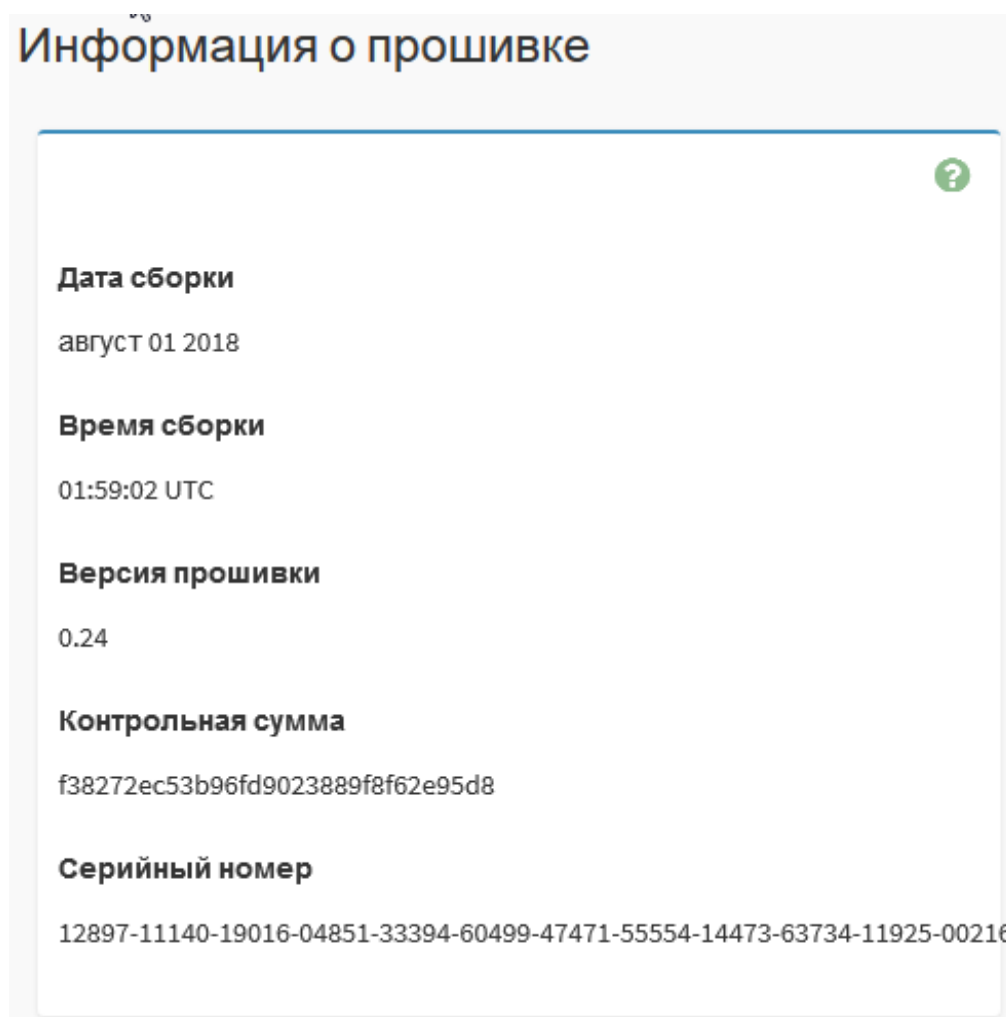 Информация о прошивке
Дата сборки
август 01 2018
Время сборки
01:59:02 UTC
Версия прошивки
0.24
Контрольная сумма
f38272ec53b96fd9023889f8f62e95d8
Серийный номер
12897-11140-19016-04851-33394-60499-47471-55554-14473-63734-11925-00216